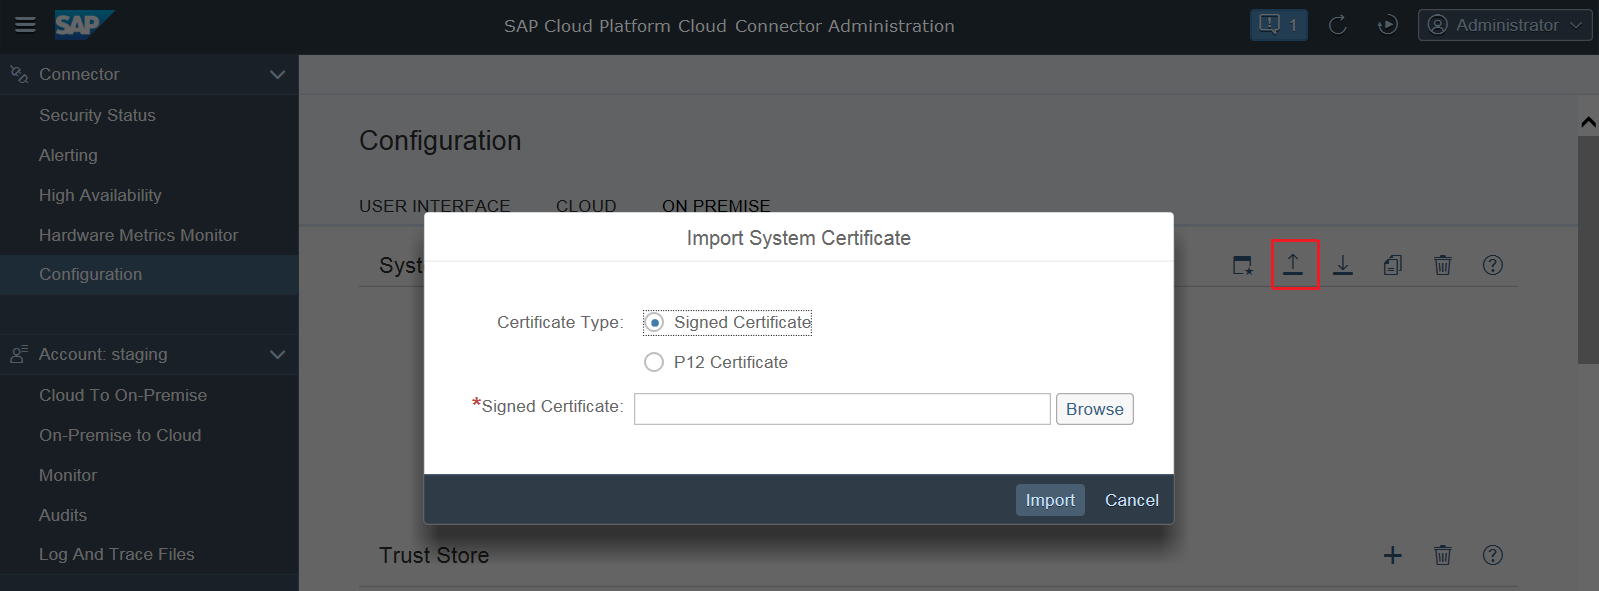 SAP
SAP Cloud Platform Cloud Connector Administration
1
Administrator
Connector
Security Status
Alerting
High Availability
Hardware Metrics Monitor
Configuration
Account: staging
Cloud To On-Premise
On-Premise to Cloud
Monitor
Audits
Log And Trace Files
Configuration
USER INTERFACE CLOUD ON PREMISE
Syst
Import System Certificate
Certificate Type: Signed Certificate
P12 Certificate
*Signed Certificate: Browse
Import Cancel
Trust Store